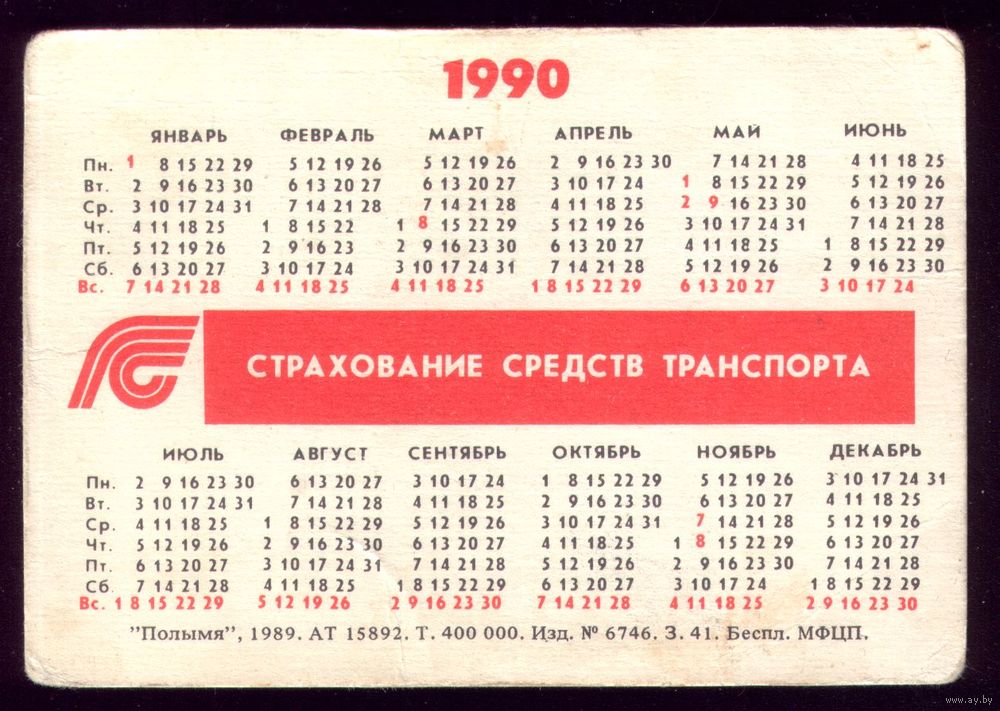 1990
ЯНВАРЬ ФЕВРАЛЬ МАРТ АПРЕЛЬ МАЙ ИЮНЬ
Пн. 1 8 15 22 29 5 12 19 26 5 12 19 26 2 9 16 23 30 7 14 21 28 4 11 18 25
Вт. 2 9 16 23 30 6 13 20 27 6 13 20 27 3 10 17 24 1 8 15 22 29 5 12 19 26
Ср. 3 10 17 24 31 7 14 21 28 7 14 21 28 4 11 18 25 2 9 16 23 30 6 13 20 27
Чт. 4 11 18 25 1 8 15 22 1 8 15 22 29 5 12 19 26 3 10 17 24 31 7 14 21 28
Пт. 5 12 19 26 2 9 16 23 2 9 16 23 30 6 13 20 27 4 11 18 25 1 8 15 22 29
Сб. 6 13 20 27 3 10 17 24 3 10 17 24 31 7 14 21 28 5 12 19 26 2 9 16 23 30
Вс. 7 14 21 28 4 11 18 25 4 11 18 25 1 8 15 22 29 6 13 20 27 3 10 17 24
СТРАХОВАНИЕ СРЕДСТВ ТРАНСПОРТА
ИЮЛЬ АВГУСТ СЕНТЯБРЬ ОКТЯБРЬ НОЯБРЬ ДЕКАБРЬ
Пн. 2 9 16 23 30 6 13 20 27 3 10 17 24 1 8 15 22 29 5 12 19 26 3 10 17 24 31
Вт. 3 10 17 24 31 7 14 21 28 4 11 18 25 2 9 16 23 30 6 13 20 27 4 11 18 25
Ср. 4 11 18 25 1 8 15 22 29 5 12 19 26 3 10 17 24 31 7 14 21 28 5 12 19 26
Чт. 5 12 19 26 2 9 16 23 30 6 13 20 27 4 11 18 25 1 8 15 22 29 6 13 20 27
Пт. 6 13 20 27 3 10 17 24 31 7 14 21 28 5 12 19 26 2 9 16 23 30 7 14 21 28
Сб. 7 14 21 28 4 11 18 25 1 8 15 22 29 6 13 20 27 3 10 17 24 1 8 15 22 29
Вс. 1 8 15 22 29 5 12 19 26 2 9 16 23 30 7 14 21 28 4 11 18 25 2 9 16 23 30
"Полымя", 1989. АТ 15892. Т. 400 000. Изд. № 6746. З. 41. Беспл. МФЦП.
www.ay.by